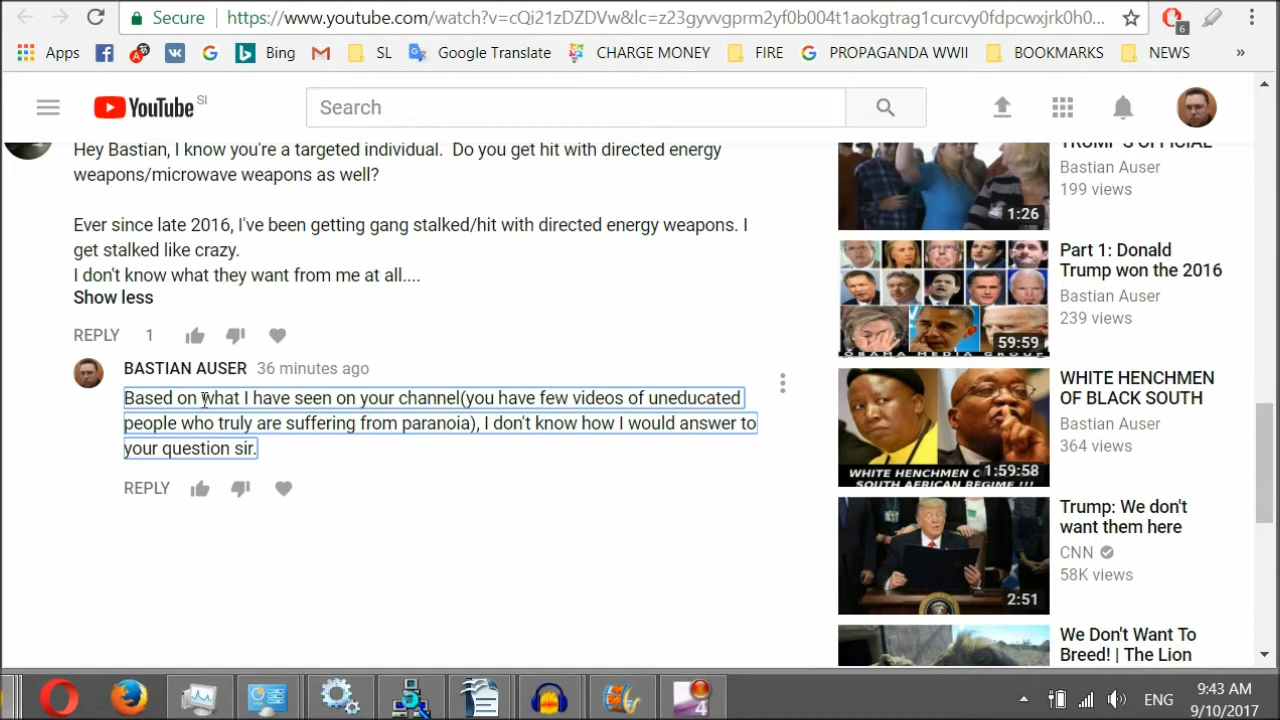 Secure
https://www.youtube.com/watch?v=cQi21zDZDVw&lc=z23gyvvgprm2yf0b004t1aokgtrag1curcvy0fdpcwxjrk0h0...
6
Apps
Bing
SL
Google Translate
CHARGE MONEY
FIRE
PROPAGANDA WWII
BOOKMARKS
NEWS
»
YouTube SI
Search
Hey Bastian, I know you're a targeted individual. Do you get hit with directed energy
weapons/microwave weapons as well?
Ever since late 2016, I've been getting gang stalked/hit with directed energy weapons. I
get stalked like crazy.
I don't know what they want from me at all....
Show less
REPLY 1
BASTIAN AUSER 36 minutes ago
Based on what I have seen on your channel(you have few videos of uneducated
people who truly are suffering from paranoia), I don't know how I would answer to
your question sir.
REPLY
TRUMP'S OFFICIAL
Bastian Auser
199 views
1:26
Part 1: Donald
Trump won the 2016
Bastian Auser
239 views
59:59
OBAMA MEDIA GROUP
WHITE HENCHMEN
OF BLACK SOUTH
Bastian Auser
364 views
1:59:58
WHITE HENCHMEN
SOUTH AFRICAN REGIME !!!
Trump: We don't
want them here
CNN
58K views
2:51
We Don't Want To
Breed! | The Lion
ENG
9:43 AM
9/10/2017